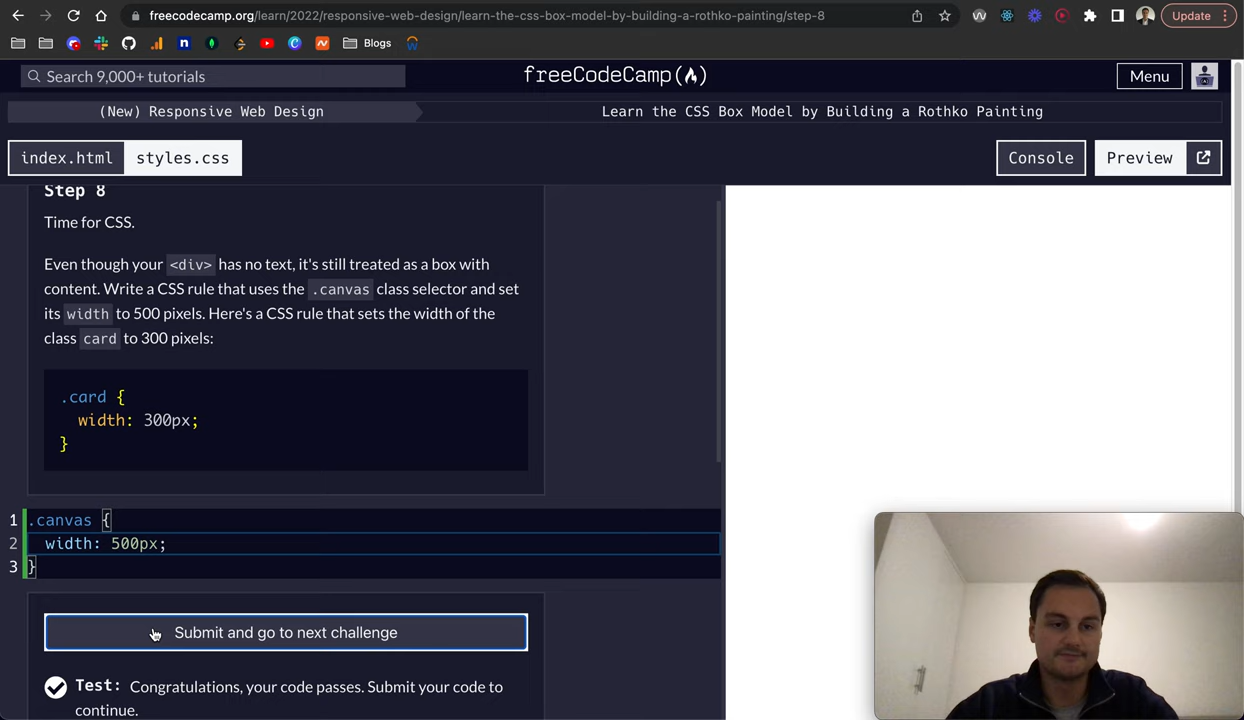 freecodecamp.org/learn/2022/responsive-web-design/learn-the-css-box-model-by-building-a-rothko-painting/step-8
Update
Blogs
Search 9,000+ tutorials
freeCodeCamp
Menu
(New) Responsive Web Design
Learn the CSS Box Model by Building a Rothko Painting
index.html
styles.css
Console
Preview
Step 8
Time for CSS.
Even though your <div> has no text, it's still treated as a box with
content. Write a CSS rule that uses the .canvas class selector and set
its width to 500 pixels. Here's a CSS rule that sets the width of the
class card to 300 pixels:
.card {
width: 300px;
}
1 .canvas {
2 width: 500px;
3 }
Submit and go to next challenge
Test: Congratulations, your code passes. Submit your code to
continue.